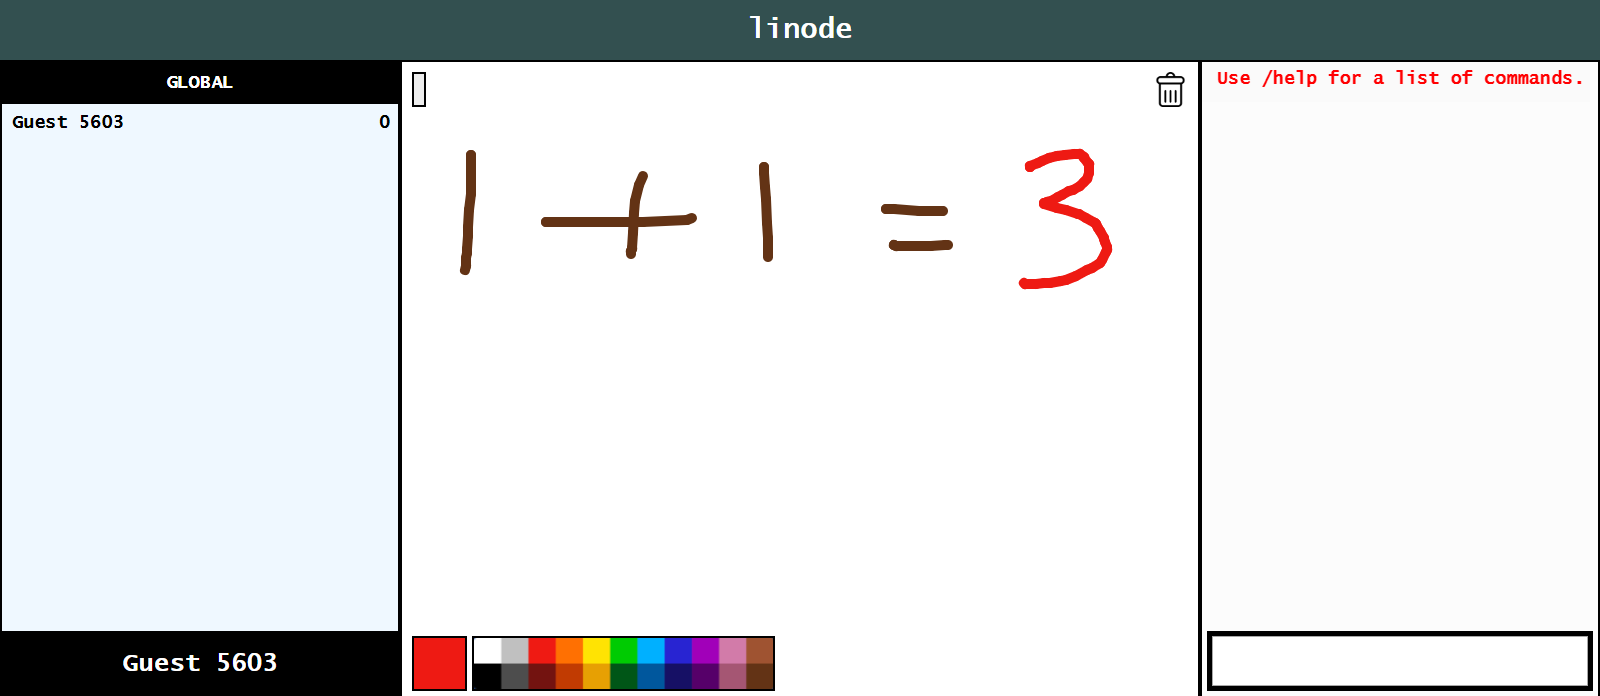 linode
GLOBAL
Guest 5603 0
Guest 5603
1 + 1 = 3
Use /help for a list of commands.